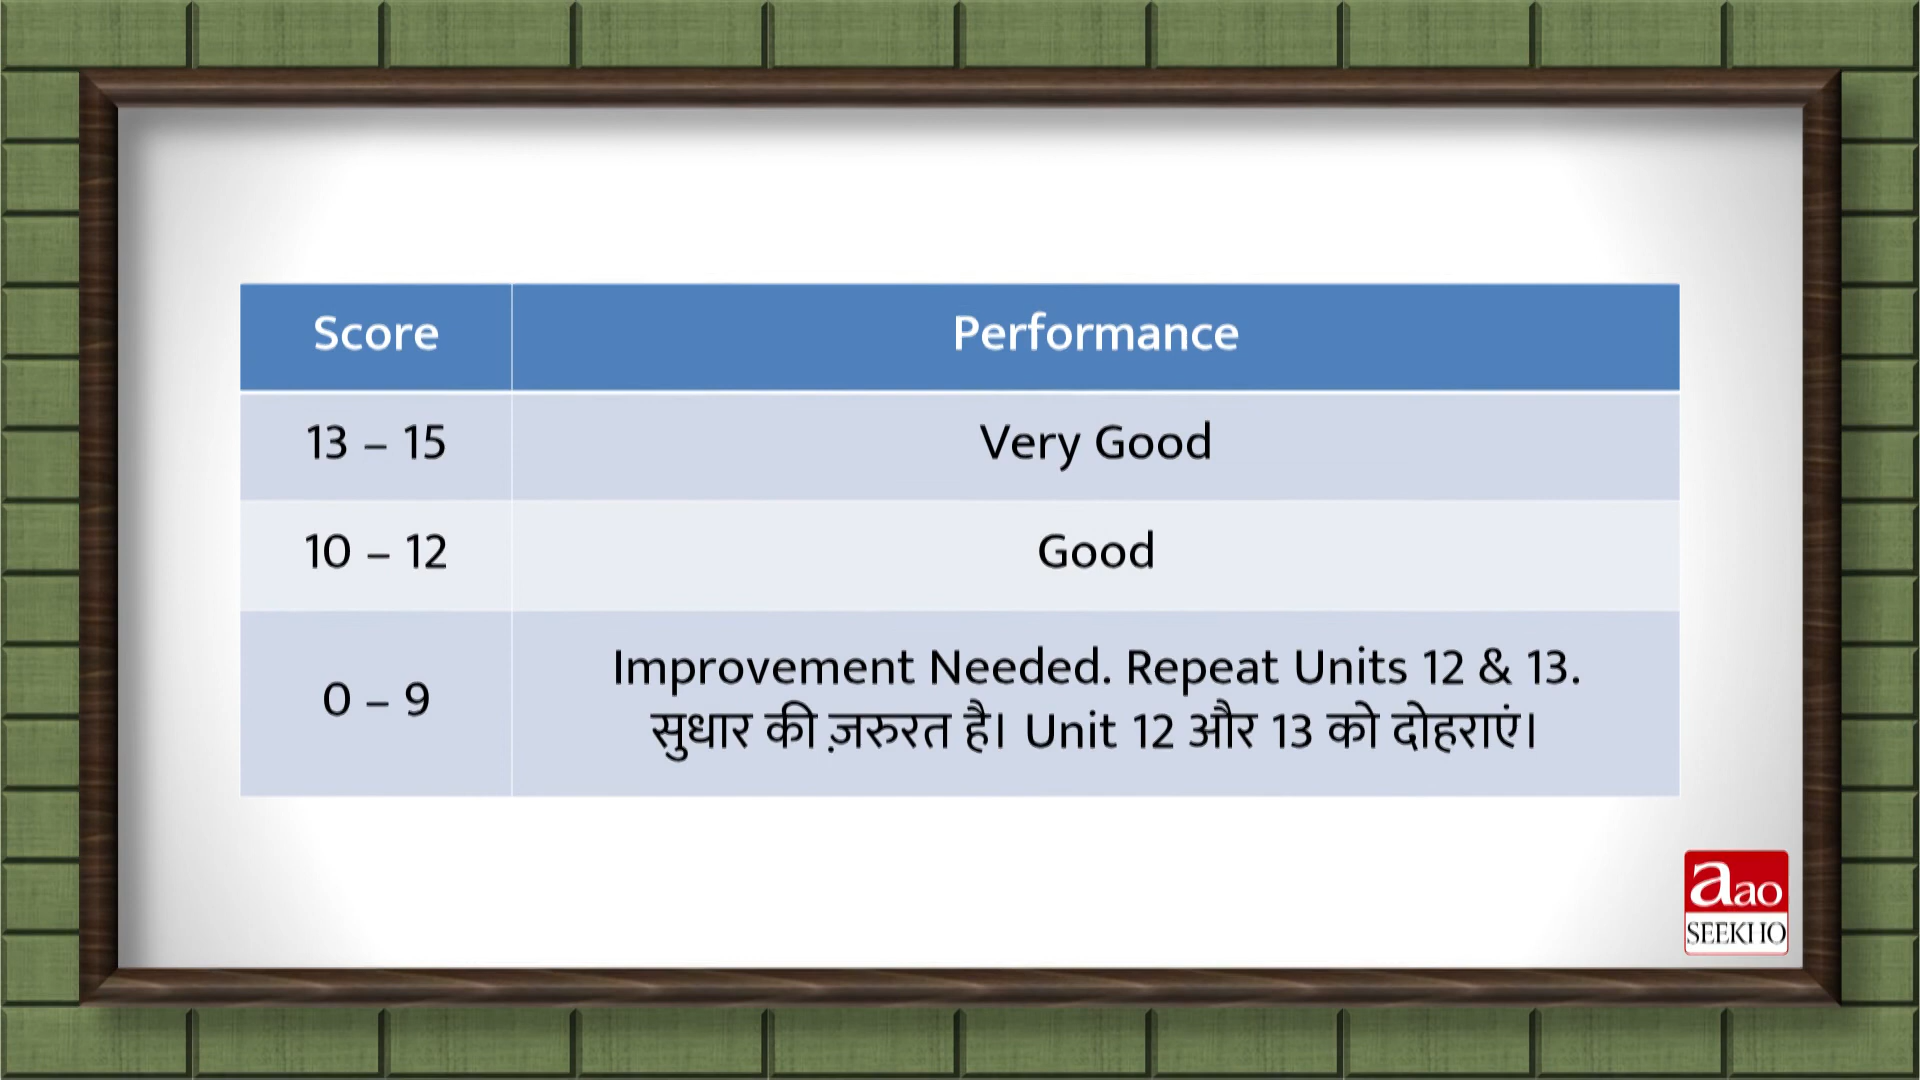 Score Performance
13 – 15 Very Good
10 – 12 Good
0 – 9
Improvement Needed. Repeat Units 12 & 13.
सुधार की ज़रुरत है। Unit 12 और 13 को दोहराएं।
aao
SEEKHO